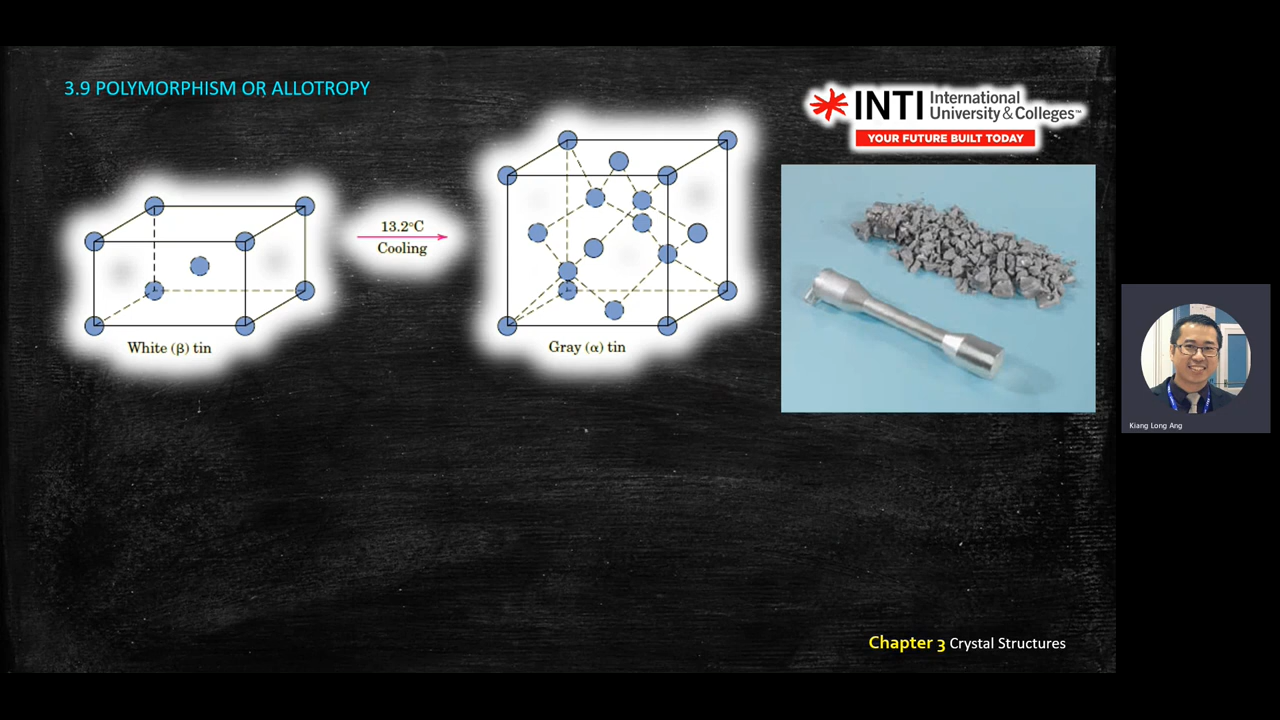 3.9 POLYMORPHISM OR ALLOTROPY
INTI International
University & Colleges™
YOUR FUTURE BUILT TODAY
13.2°C
Cooling
White (β) tin
Gray (α) tin
Kiang Long Ang
Chapter 3 Crystal Structures